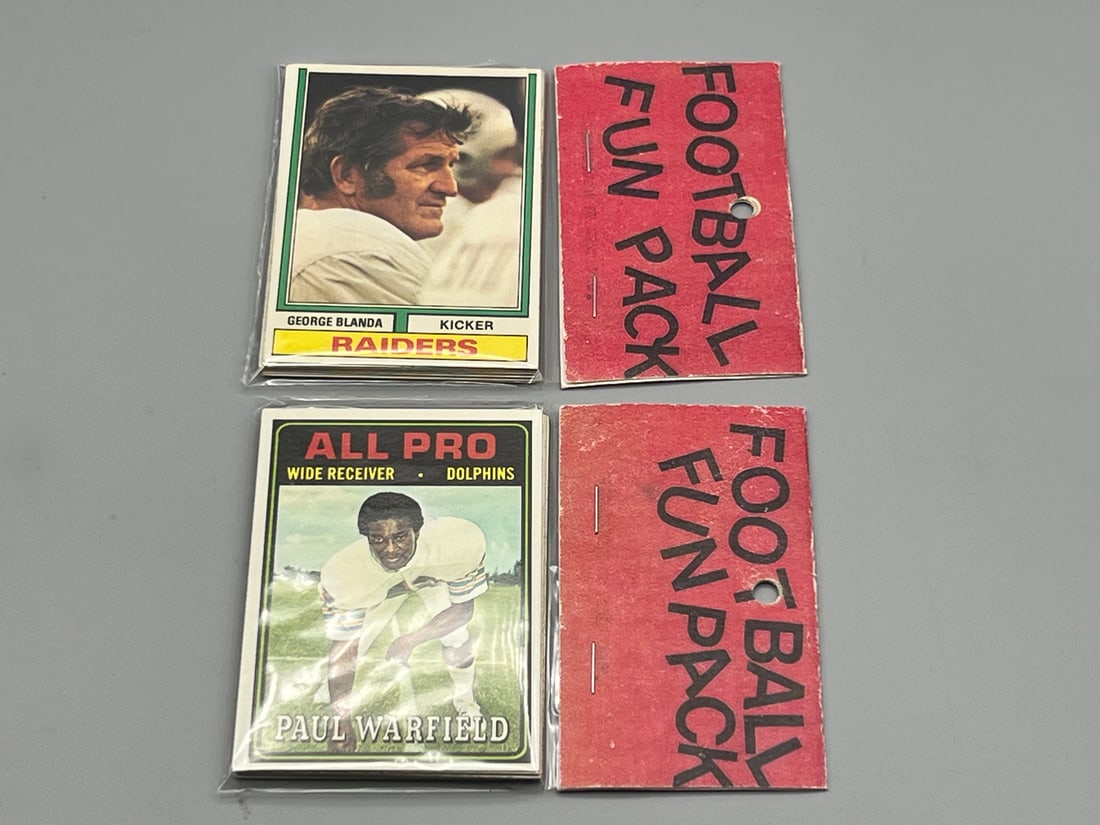 GEORGE BLANDA
KICKER
RAIDERS
FOOTBALL
FUN PACK
ALL PRO
WIDE RECEIVER · DOLPHINS
PAUL WARFIELD
FOOTBALL
FUN PACK